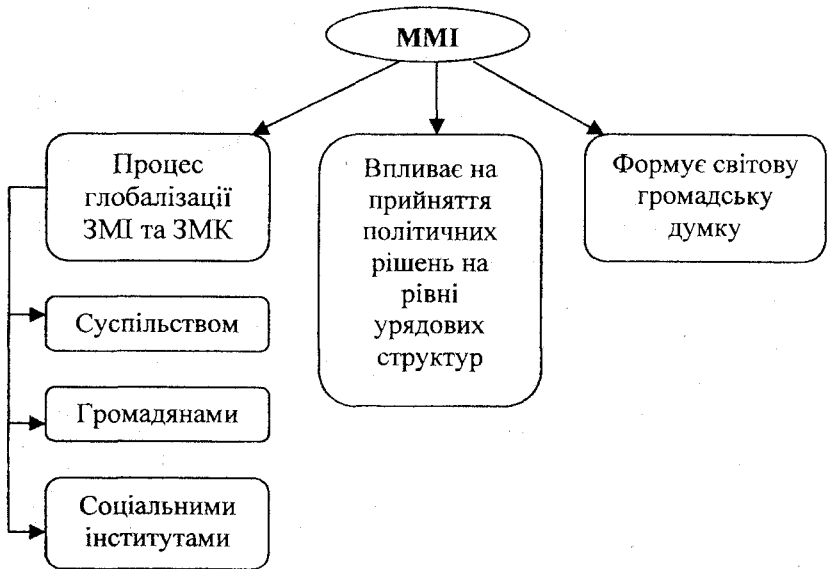 ММІ
Процес
глобалізації
ЗМІ та ЗМК
Суспільством
Громадянами
Соціальними
інститутами
Впливає на
прийняття
політичних
рішень на
рівні
урядових
структур
Формує світову
громадську
думку